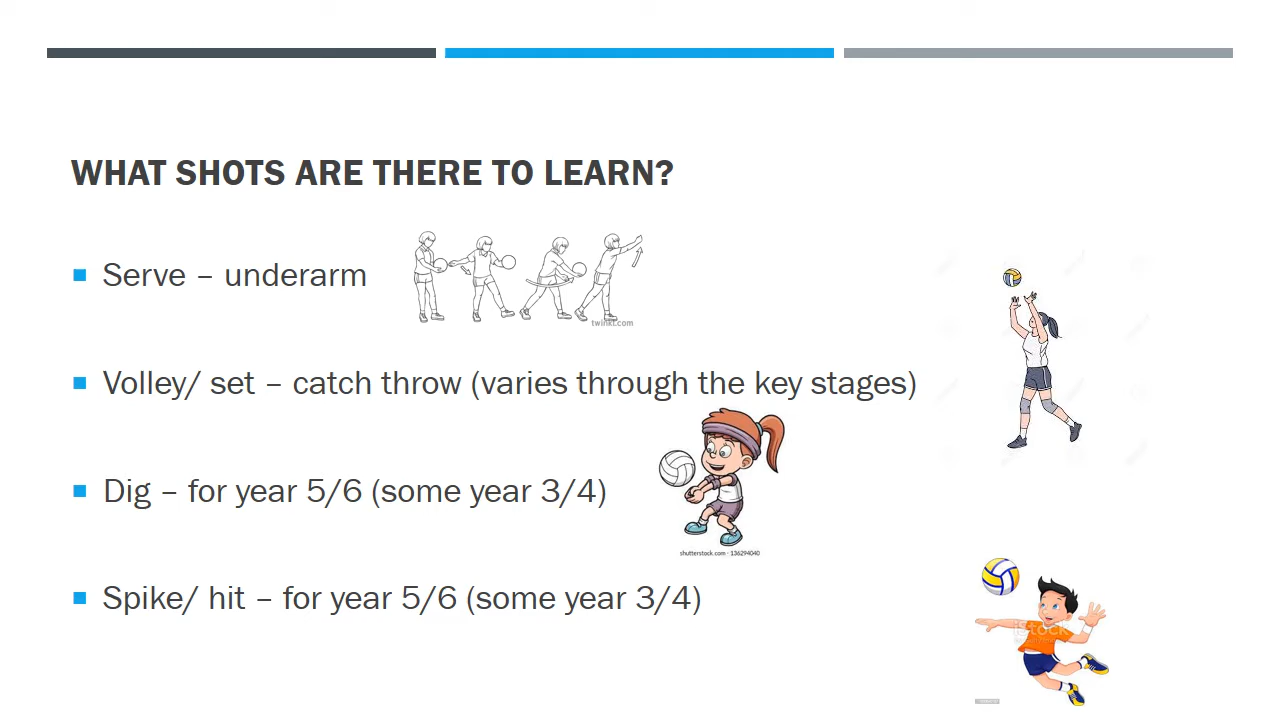 WHAT SHOTS ARE THERE TO LEARN?
Serve – underarm
twinkl.com
Volley/ set – catch throw (varies through the key stages)
Dig – for year 5/6 (some year 3/4)
shutterstock.com · 136294040
Spike/ hit – for year 5/6 (some year 3/4)
iStock